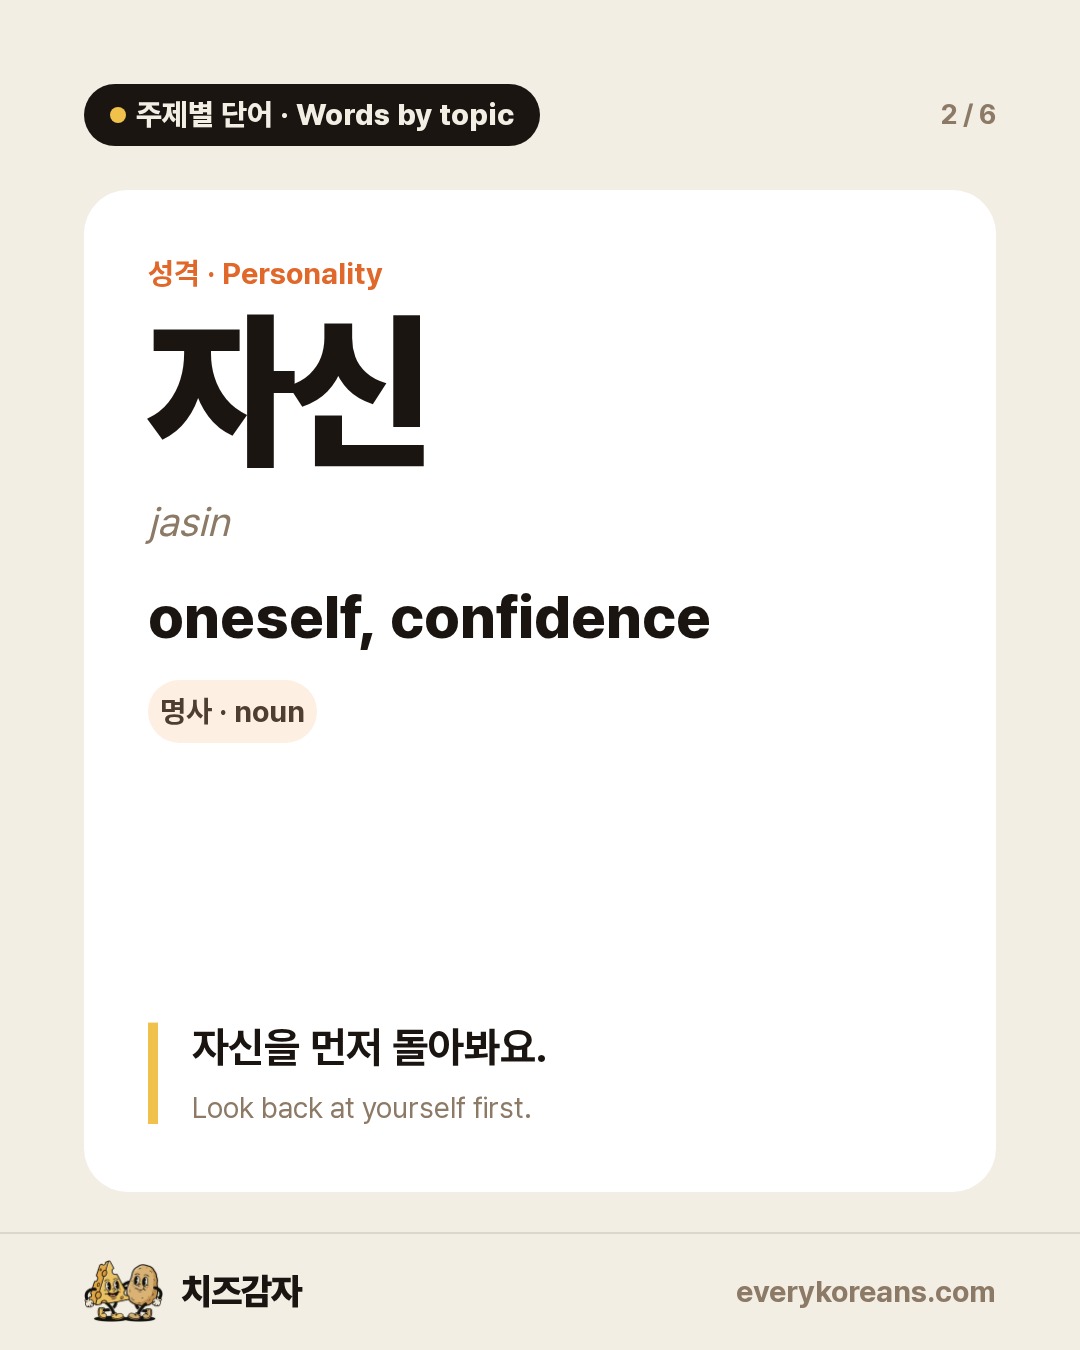 주제별 단어 · Words by topic
2 / 6
성격 · Personality
자신
jasin
oneself, confidence
명사 · noun
자신을 먼저 돌아봐요.
Look back at yourself first.
치즈감자
everykoreans.com